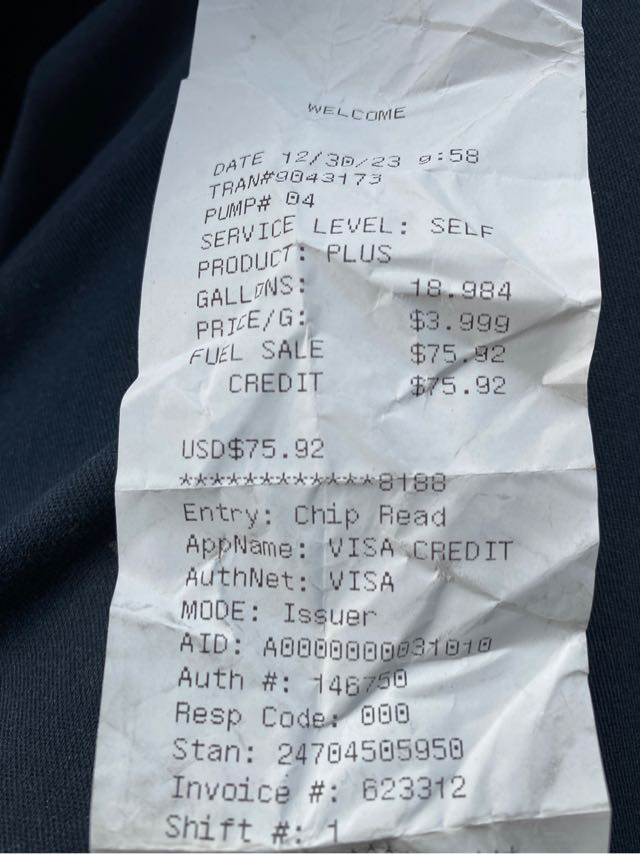 WELCOME
DATE 12/30/23 9:58
TRAN#9043173
PUMP# 04
SERVICE LEVEL: SELF
PRODUCT: PLUS
GALLONS: 18.984
PRICE/G: $3.999
FUEL SALE $75.92
CREDIT $75.92
USD$75.92
************8188
Entry: Chip Read
AppName: VISA CREDIT
AuthNet: VISA
MODE: Issuer
AID: A0000000031010
Auth #: 146750
Resp Code: 000
Stan: 24704505950
Invoice #: 623312
Shift #: 1